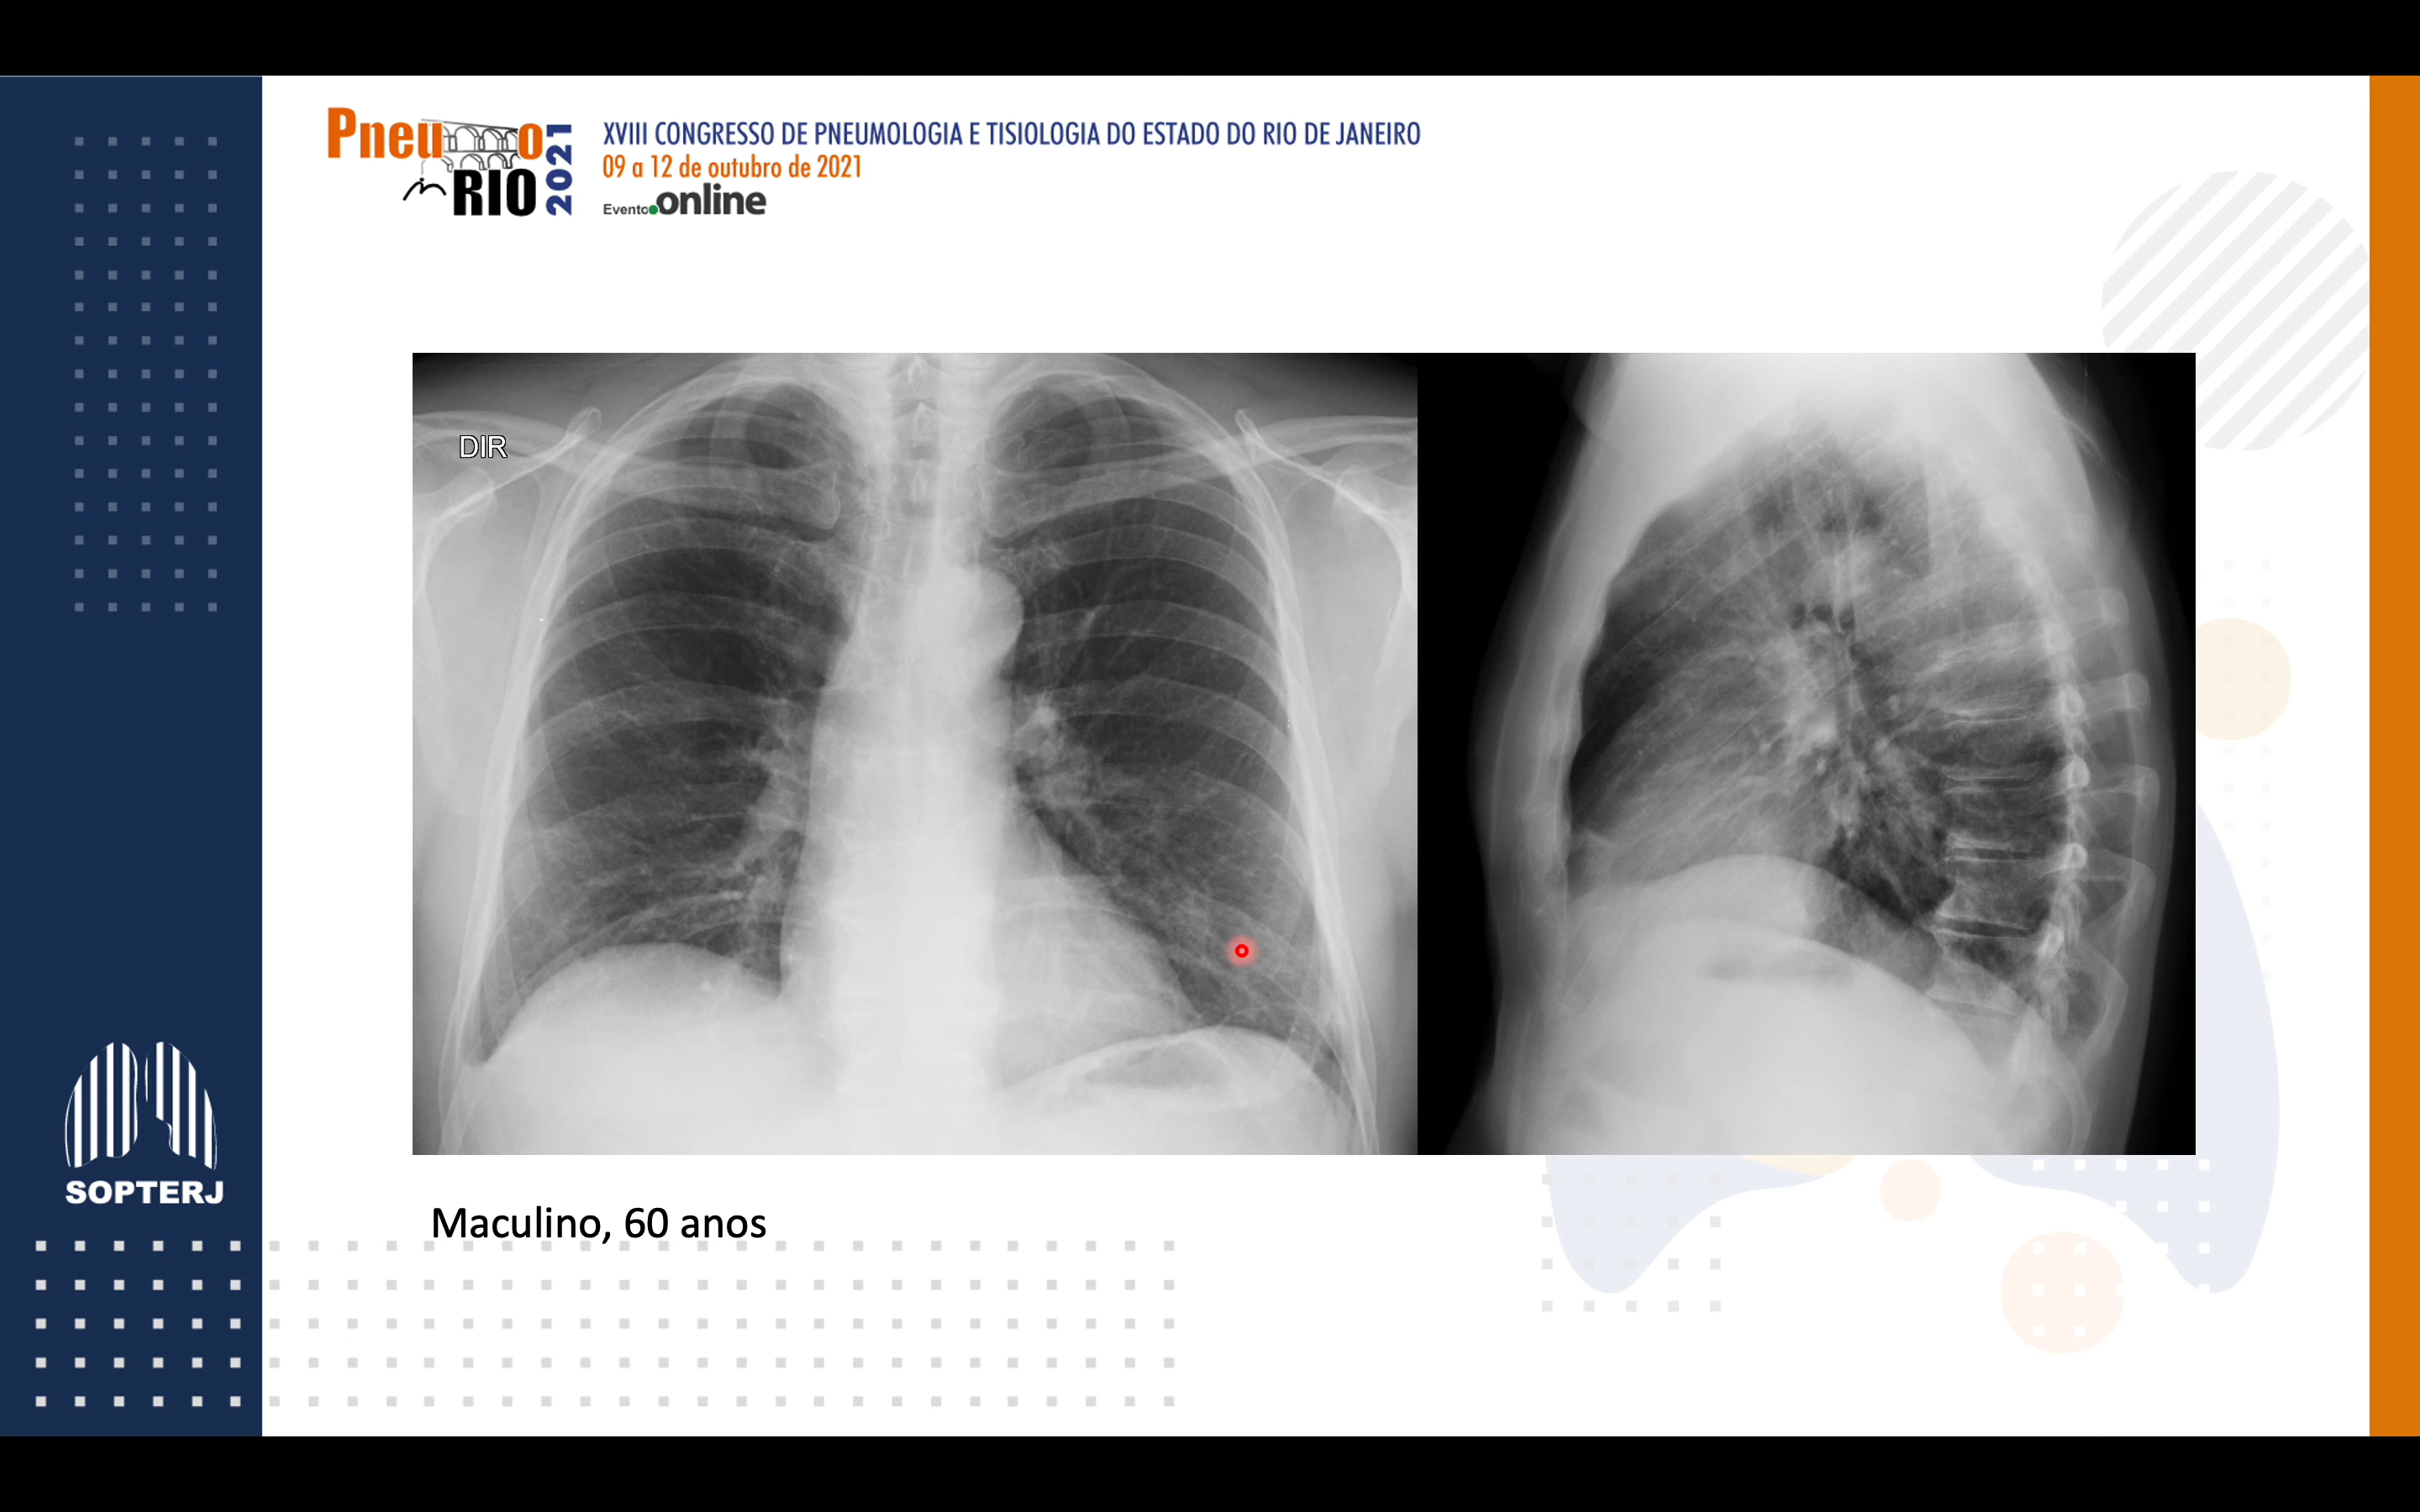 Pneu o
RIO
2021
XVIII CONGRESSO DE PNEUMOLOGIA E TISIOLOGIA DO ESTADO DO RIO DE JANEIRO
09 a 12 de outubro de 2021
Evento online
DIR
SOPTERJ
Maculino, 60 anos